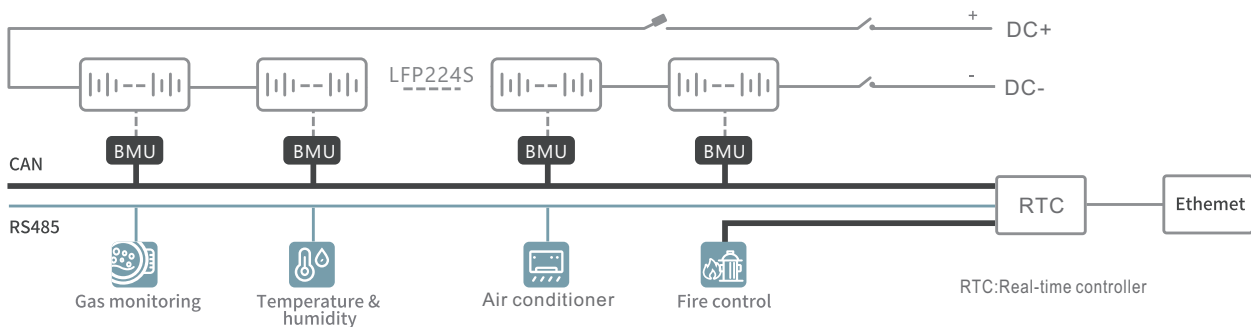 +
DC+
LFP224S
-
DC-
BMU
BMU
BMU
BMU
CAN
RS485
RTC
Ethemet
Gas monitoring
Temperature &
humidity
Air conditioner
Fire control
RTC:Real-time controller